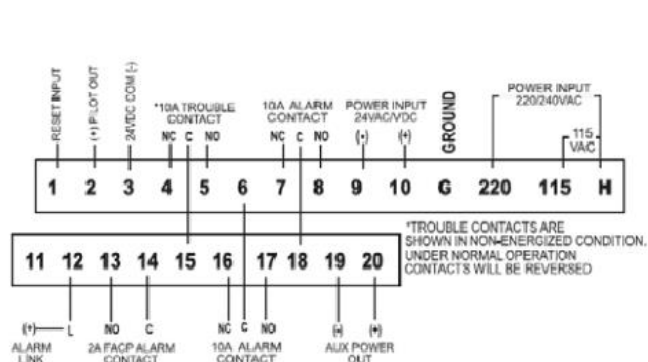 RESET INPUT
(+) PILOT OUT
24VDC COM (-)
*10A TROUBLE
CONTACT
NC C NO
10A ALARM
CONTACT
NC C NO
POWER INPUT
24VAC/VDC
(-) (+)
GROUND
POWER INPUT
220/240VAC
115
VAC
1 2 3 4 5 6 7 8 9 10 G 220 115 H
11 12 13 14 15 16 17 18 19 20
*TROUBLE CONTACTS ARE
SHOWN IN NON-ENERGIZED CONDITION.
UNDER NORMAL OPERATION
CONTACTS WILL BE REVERSED
(+) L
ALARM
LINK
NO C
2A FACP ALARM
CONTACT
NC C NO
10A ALARM
CONTACT
(-) (+)
AUX POWER
OUT